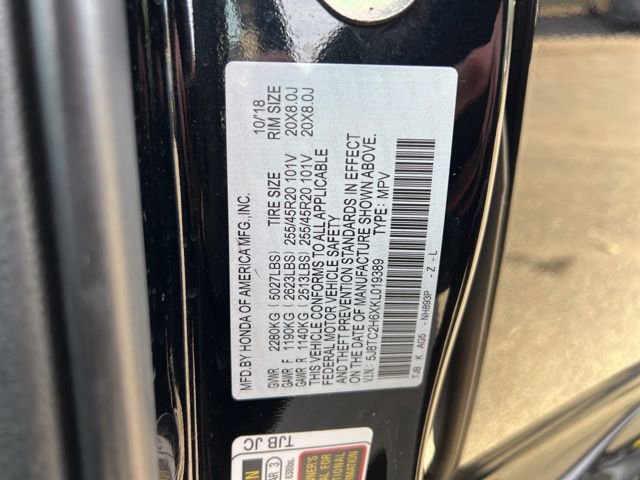 MFD.BY HONDA OF AMERICA MFG., INC. 10/18
TIRE SIZE RIM SIZE
GVWR 2280KG (5027LBS)
GAWR F 1190KG (2623LBS) 255/45R20 101V 20X8.0J
GAWR R 1140KG (2513LBS) 255/45R20 101V 20X8.0J
THIS VEHICLE CONFORMS TO ALL APPLICABLE
FEDERAL MOTOR VEHICLE SAFETY
AND THEFT PREVENTION STANDARDS IN EFFECT
ON THE DATE OF MANUFACTURE SHOWN ABOVE.
V.I.N.: 5J8TC2H6XKL019389 TYPE: MPV
TJB K AG5 -NH893P -Z -L
TJB JC